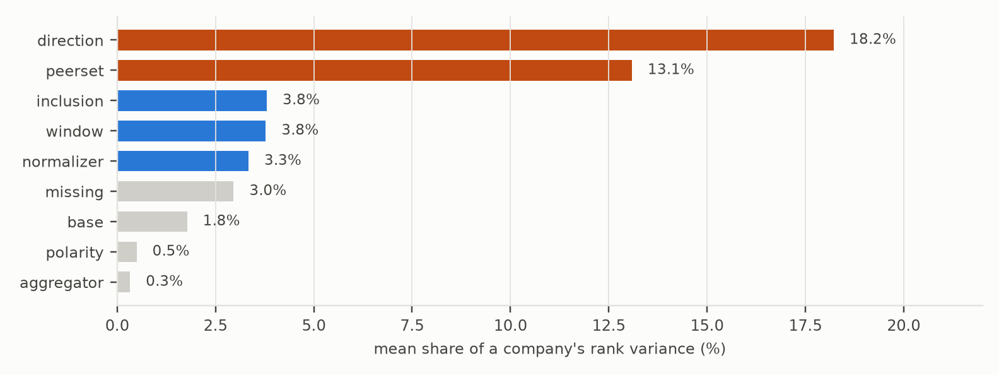 direction 18.2%
peerset 13.1%
inclusion 3.8%
window 3.8%
normalizer 3.3%
missing 3.0%
base 1.8%
polarity 0.5%
aggregator 0.3%
0.0 2.5 5.0 7.5 10.0 12.5 15.0 17.5 20.0
mean share of a company's rank variance (%)